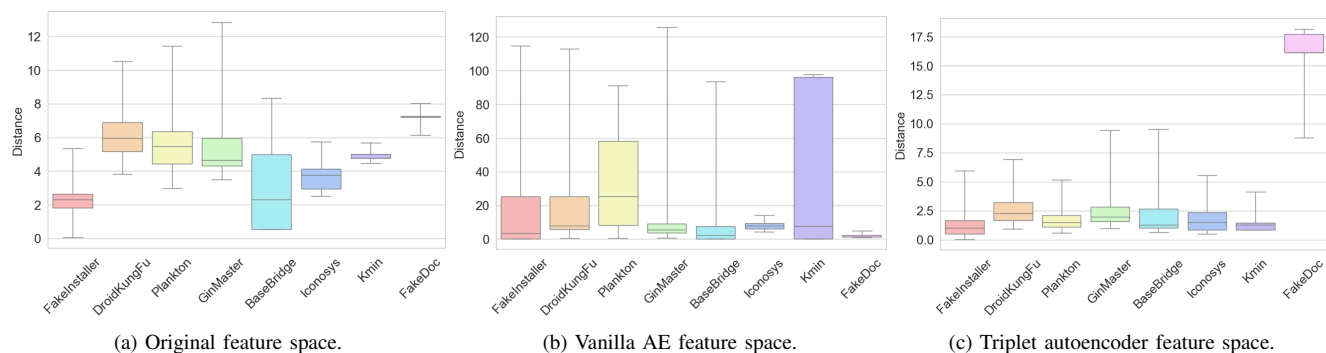 Distance
12
10
8
6
4
2
0
FakeInstaller
DroidKungFu
Plankton
GinMaster
BaseBridge
Iconosys
Kmin
FakeDoc
(a) Original feature space.
Distance
120
100
80
60
40
20
0
FakeInstaller
DroidKungFu
Plankton
GinMaster
BaseBridge
Iconosys
Kmin
FakeDoc
(b) Vanilla AE feature space.
Distance
17.5
15.0
12.5
10.0
7.5
5.0
2.5
0.0
FakeInstaller
DroidKungFu
Plankton
GinMaster
BaseBridge
Iconosys
Kmin
FakeDoc
(c) Triplet autoencoder feature space.